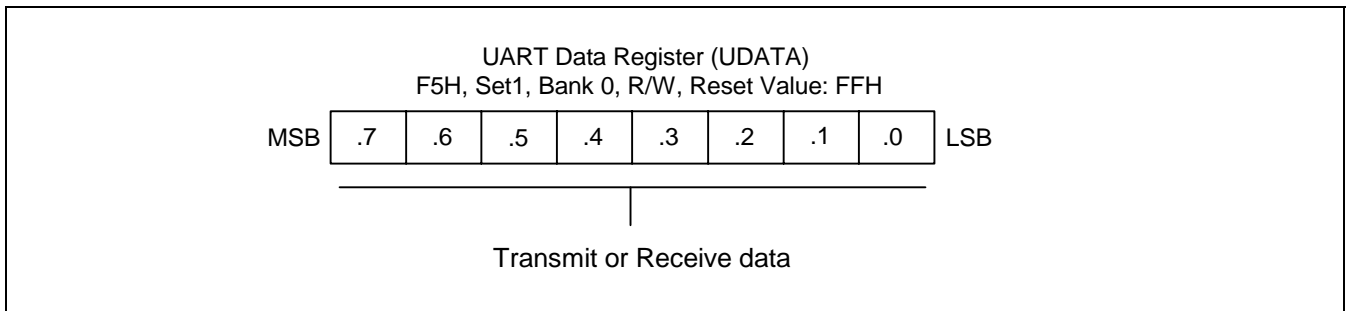 UART Data Register (UDATA)
F5H, Set1, Bank 0, R/W, Reset Value: FFH
MSB .7 .6 .5 .4 .3 .2 .1 .0 LSB
Transmit or Receive data